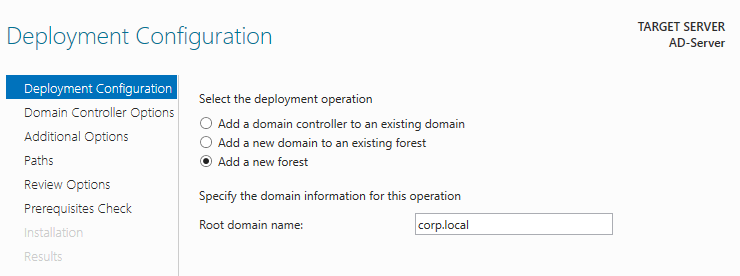 Deployment Configuration
TARGET SERVER
AD-Server
Deployment Configuration
Domain Controller Options
Additional Options
Paths
Review Options
Prerequisites Check
Installation
Results
Select the deployment operation
Add a domain controller to an existing domain
Add a new domain to an existing forest
Add a new forest
Specify the domain information for this operation
Root domain name: corp.local